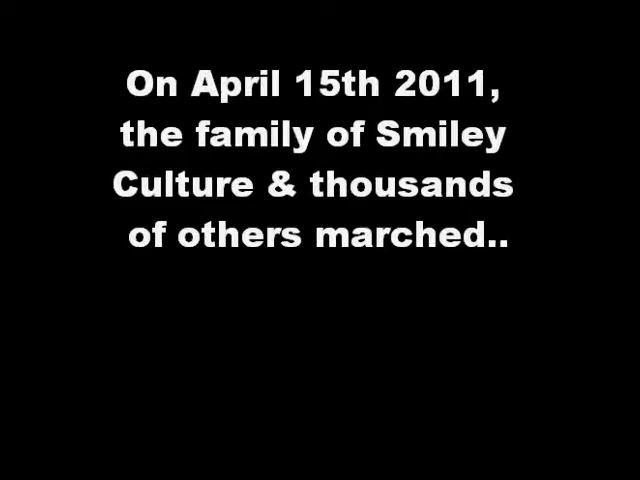 On April 15th 2011,
the family of Smiley
Culture & thousands
of others marched..